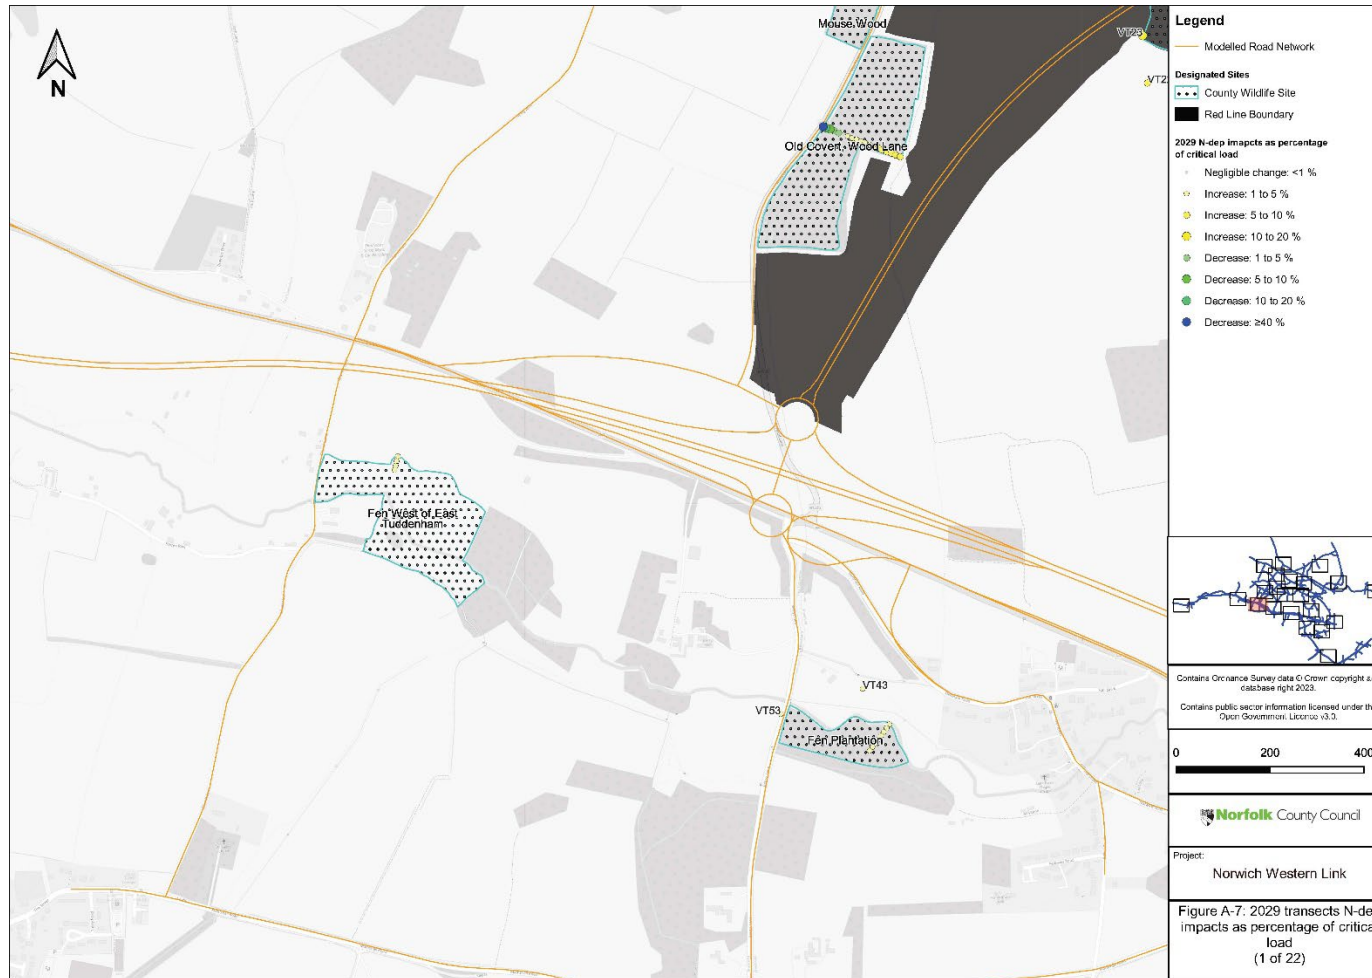 Mouse Wood
VT23
VT2
Old Covert, Wood Lane
N
Fen West of East
Tuddenham
VT43
VT53
Fen Plantation
Legend
Modelled Road Network
Designated Sites
County Wildlife Site
Red Line Boundary
2029 N-dep imapcts as percentage
of critical load
Negligible change: <1 %
Increase: 1 to 5 %
Increase: 5 to 10 %
Increase: 10 to 20 %
Decrease: 1 to 5 %
Decrease: 5 to 10 %
Decrease: 10 to 20 %
Decrease: ≥40 %
Contains Ordnance Survey data © Crown copyright a
database right 2023.
Contains public sector information licensed under th
Open Government Licence v3.0.
0 200 400
Norfolk County Council
Project:
Norwich Western Link
Figure A-7: 2029 transects N-de
impacts as percentage of critica
load
(1 of 22)